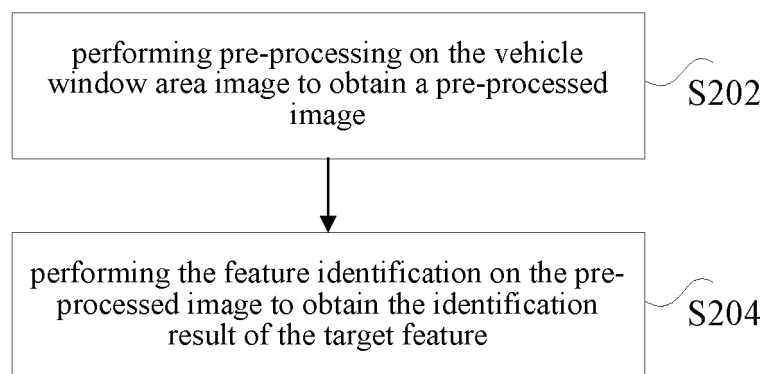 performing pre-processing on the vehicle
window area image to obtain a pre-processed
image
S202
performing the feature identification on the pre-
processed image to obtain the identification
result of the target feature
S204